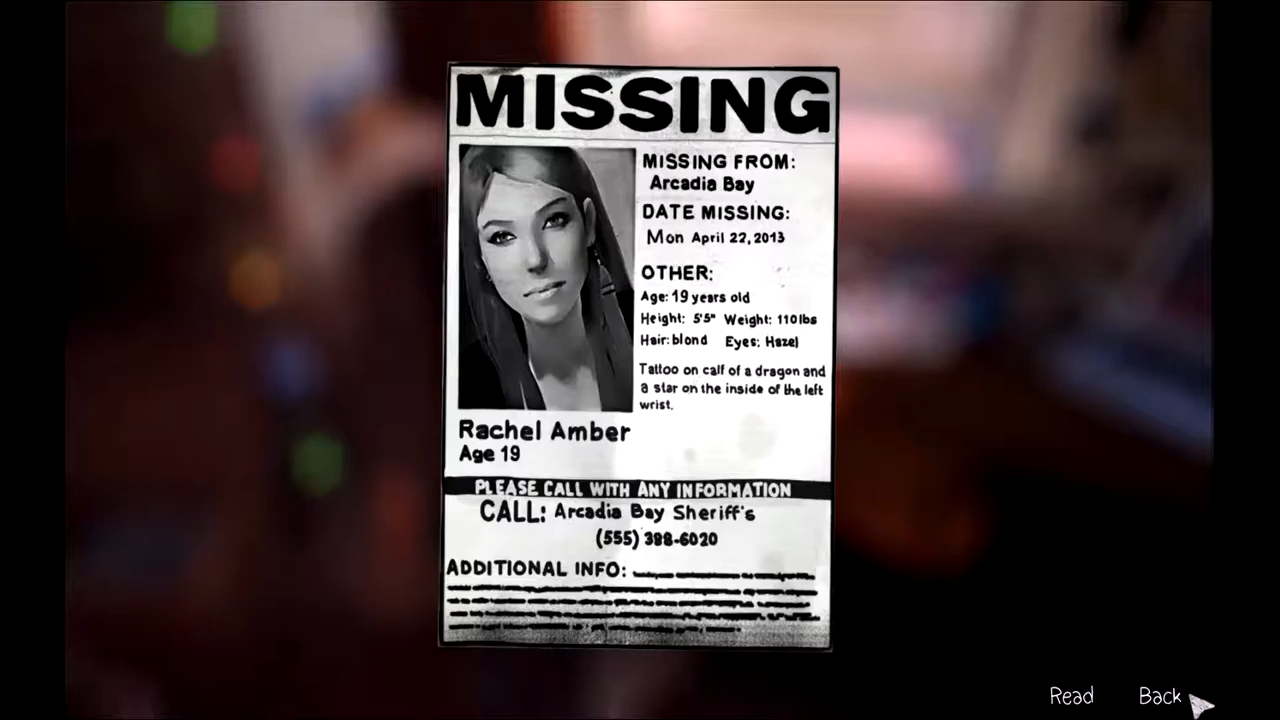 MISSING
MISSING FROM:
Arcadia Bay
DATE MISSING:
Mon April 22, 2013
OTHER:
Age: 19 years old
Height: 5'5" Weight: 110lbs
Hair: blond Eyes: Hazel
Tattoo on calf of a dragon and
a star on the inside of the left
wrist.
Rachel Amber
Age 19
PLEASE CALL WITH ANY INFORMATION
CALL: Arcadia Bay Sheriff's
(555) 388-6020
ADDITIONAL INFO:
Read Back